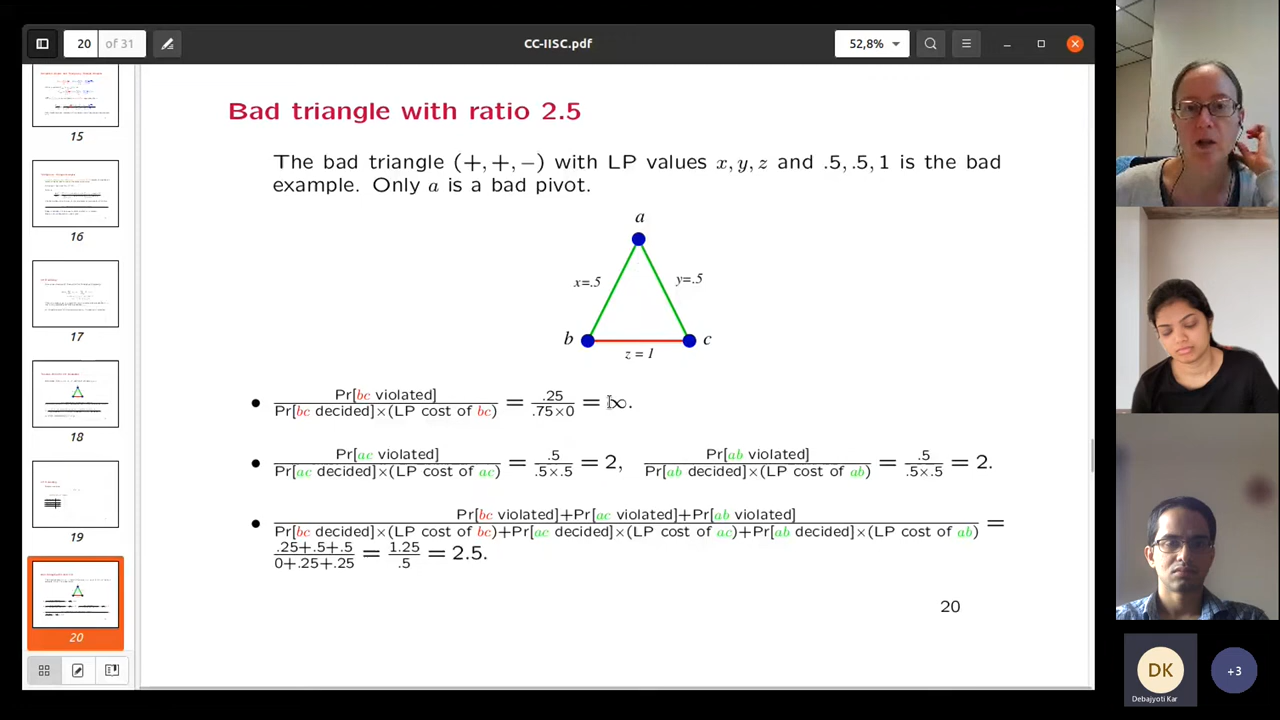 20 of 31
CC-IISC.pdf
52,8%
15
16
17
18
19
20
Bad triangle with ratio 2.5
The bad triangle (+, +, −) with LP values x, y, z and .5, .5, 1 is the bad
example. Only a is a bad pivot.
a
x=.5
y=.5
b
c
z = 1
• Pr[bc violated] / Pr[bc decided]×(LP cost of bc) = .25 / .75×0 = ∞.
• Pr[ac violated] / Pr[ac decided]×(LP cost of ac) = .5 / .5×.5 = 2, Pr[ab violated] / Pr[ab decided]×(LP cost of ab) = .5 / .5×.5 = 2.
• Pr[bc violated]+Pr[ac violated]+Pr[ab violated] / Pr[bc decided]×(LP cost of bc)+Pr[ac decided]×(LP cost of ac)+Pr[ab decided]×(LP cost of ab) =
.25+.5+.5 / 0+.25+.25 = 1.25 / .5 = 2.5.
20
DK
Debajyoti Kar
+3